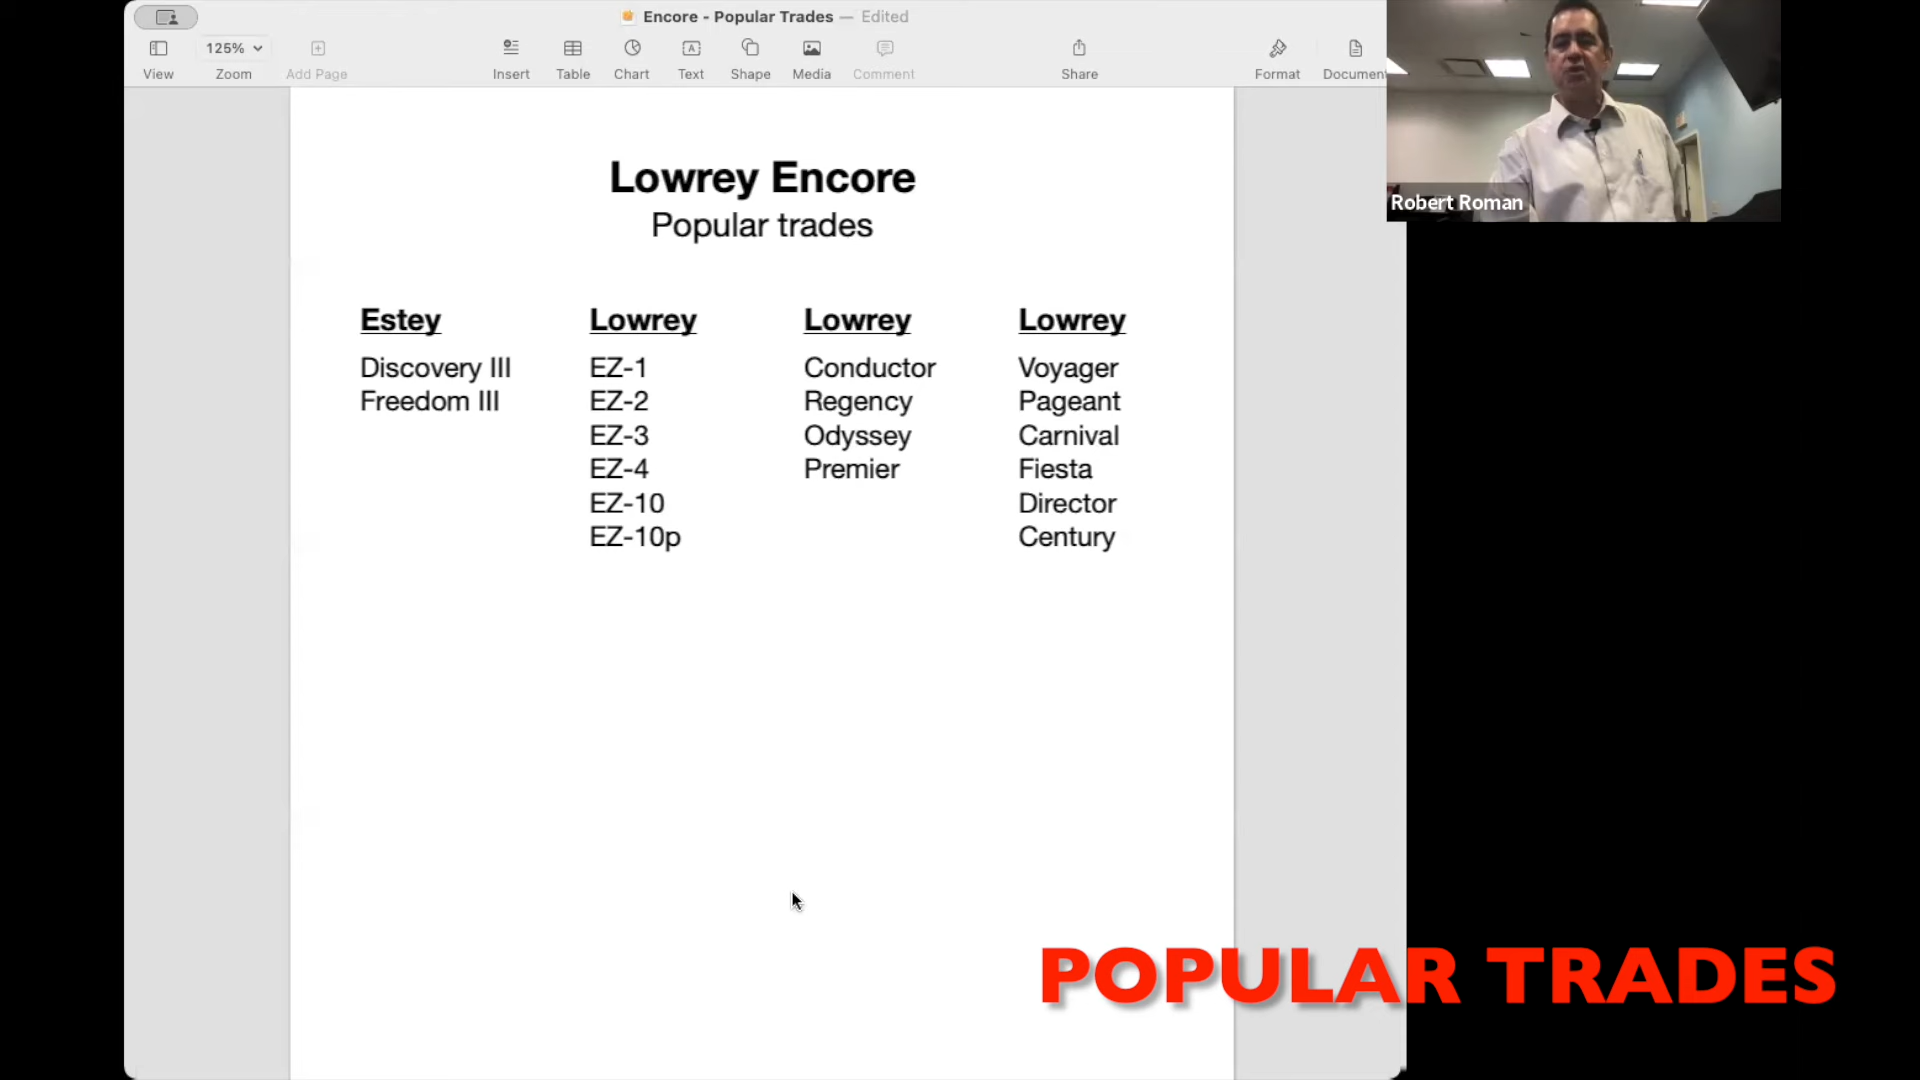 Encore - Popular Trades — Edited
125%
View
Zoom
Add Page
Insert
Table
Chart
Text
Shape
Media
Comment
Share
Format
Document
Robert Roman
Lowrey Encore
Popular trades
Estey
Discovery III
Freedom III
Lowrey
EZ-1
EZ-2
EZ-3
EZ-4
EZ-10
EZ-10p
Lowrey
Conductor
Regency
Odyssey
Premier
Lowrey
Voyager
Pageant
Carnival
Fiesta
Director
Century
POPULAR TRADES